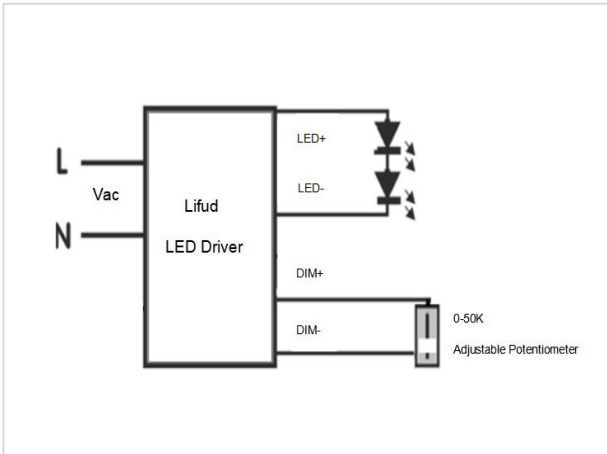 L
Vac
N
Lifud
LED Driver
LED+
LED-
DIM+
DIM-
0-50K
Adjustable Potentiometer